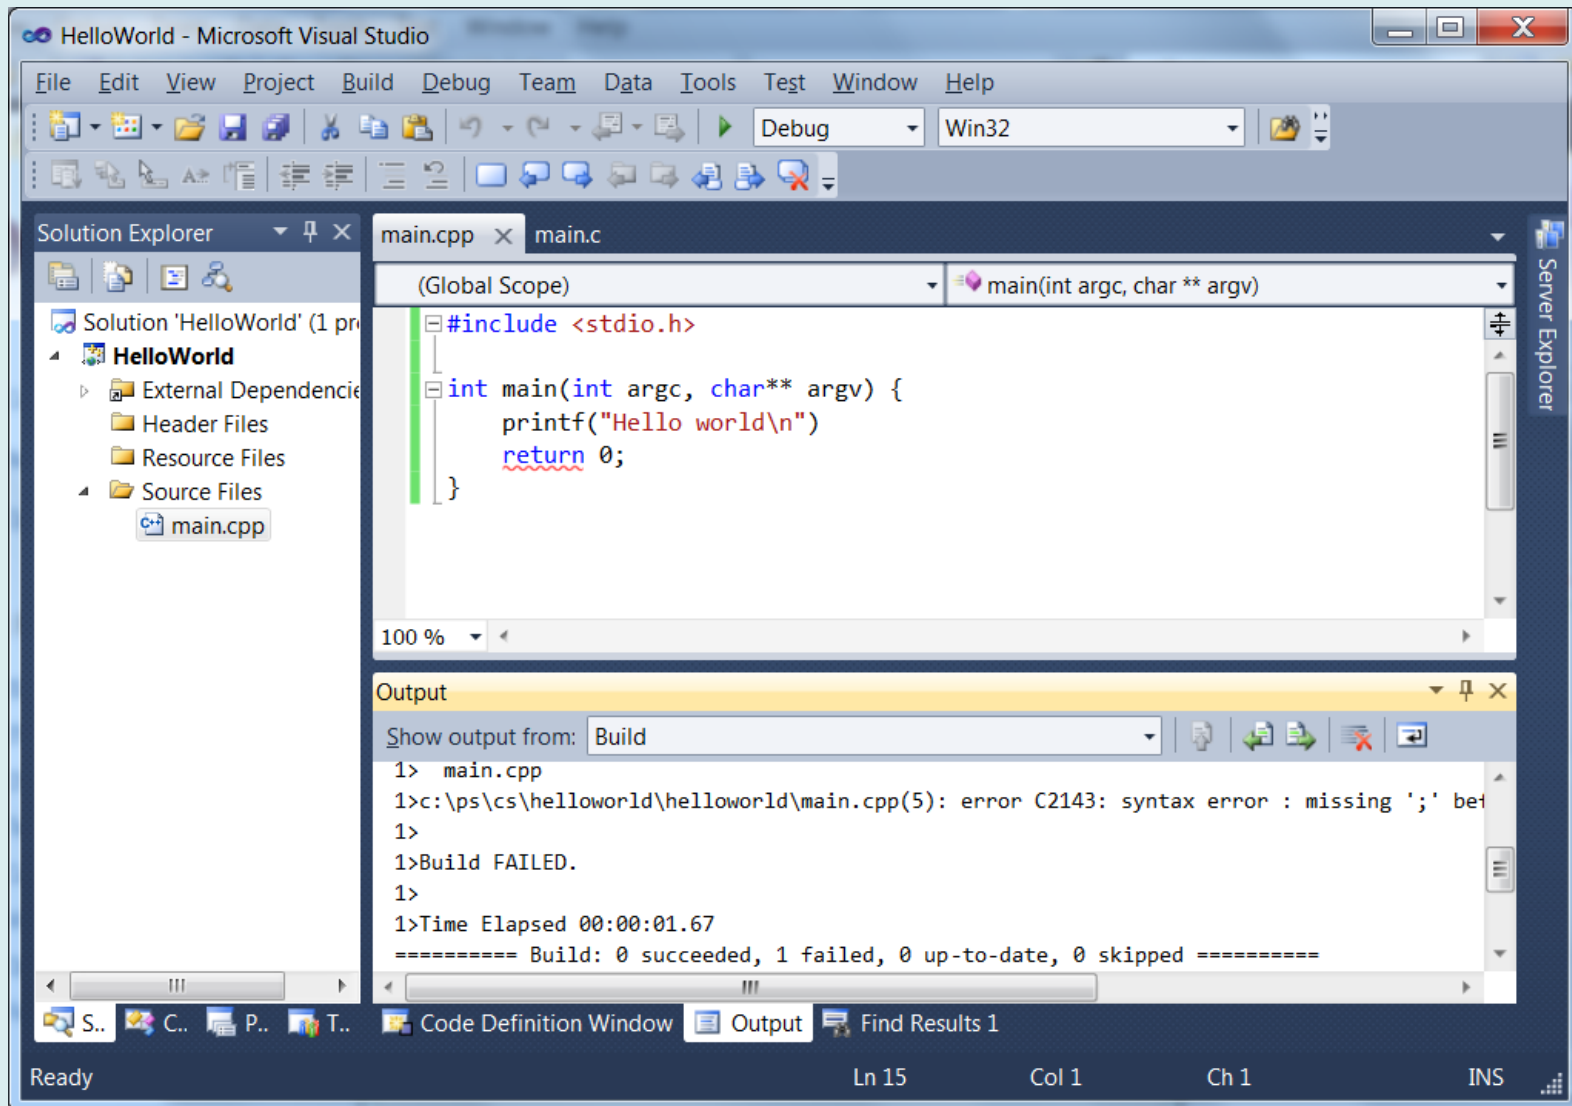 HelloWorld - Microsoft Visual Studio
File Edit View Project Build Debug Team Data Tools Test Window Help
Debug Win32
Solution Explorer
Solution 'HelloWorld' (1 pr
HelloWorld
External Dependencie
Header Files
Resource Files
Source Files
main.cpp
main.cpp main.c
(Global Scope) main(int argc, char ** argv)
#include <stdio.h>
int main(int argc, char** argv) {
printf("Hello world\n")
return 0;
}
100 %
Server Explorer
Output
Show output from: Build
1> main.cpp
1>c:\ps\cs\helloworld\helloworld\main.cpp(5): error C2143: syntax error : missing ';' bef
1>
1>Build FAILED.
1>
1>Time Elapsed 00:00:01.67
========== Build: 0 succeeded, 1 failed, 0 up-to-date, 0 skipped ==========
S.. C.. P.. T.. Code Definition Window Output Find Results 1
Ready Ln 15 Col 1 Ch 1 INS